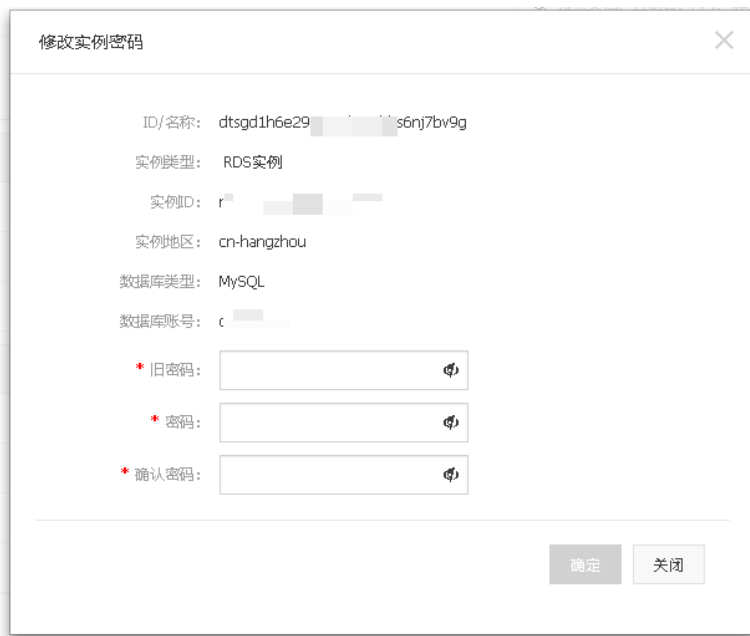 修改实例密码
ID/名称： dtsgd1h6e29 s6nj7bv9g
实例类型： RDS实例
实例ID： r
实例地区： cn-hangzhou
数据库类型： MySQL
数据库账号：
* 旧密码：
* 密码：
* 确认密码：
确定 关闭